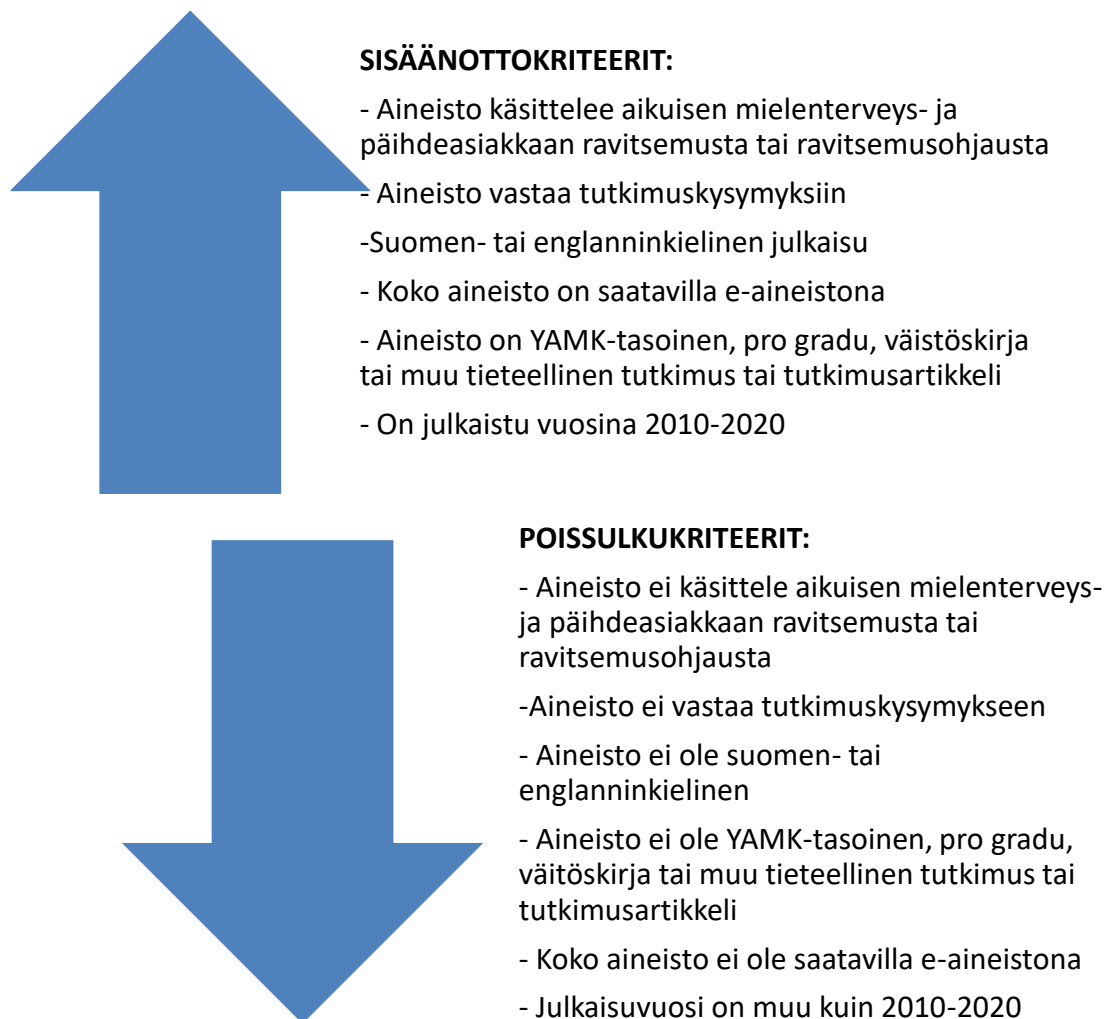 SISÄÄNOTTOKRITEERIT:
- Aineisto käsittelee aikuisen mielenterveys- ja
päihdeasiakkaan ravitsemusta tai ravitsemusohjausta
- Aineisto vastaa tutkimuskysymyksiin
-Suomen- tai englanninkielinen julkaisu
- Koko aineisto on saatavilla e-aineistona
- Aineisto on YAMK-tasoinen, pro gradu, väistöskirja
tai muu tieteellinen tutkimus tai tutkimusartikkeli
- On julkaistu vuosina 2010-2020
POISSULKUKRITEERIT:
- Aineisto ei käsittele aikuisen mielenterveys-
ja päihdeasiakkaan ravitsemusta tai
ravitsemusohjausta
-Aineisto ei vastaa tutkimuskysymykseen
- Aineisto ei ole suomen- tai
englanninkielinen
- Aineisto ei ole YAMK-tasoinen, pro gradu,
väitöskirja tai muu tieteellinen tutkimus tai
tutkimusartikkeli
- Koko aineisto ei ole saatavilla e-aineistona
- Julkaisuvuosi on muu kuin 2010-2020